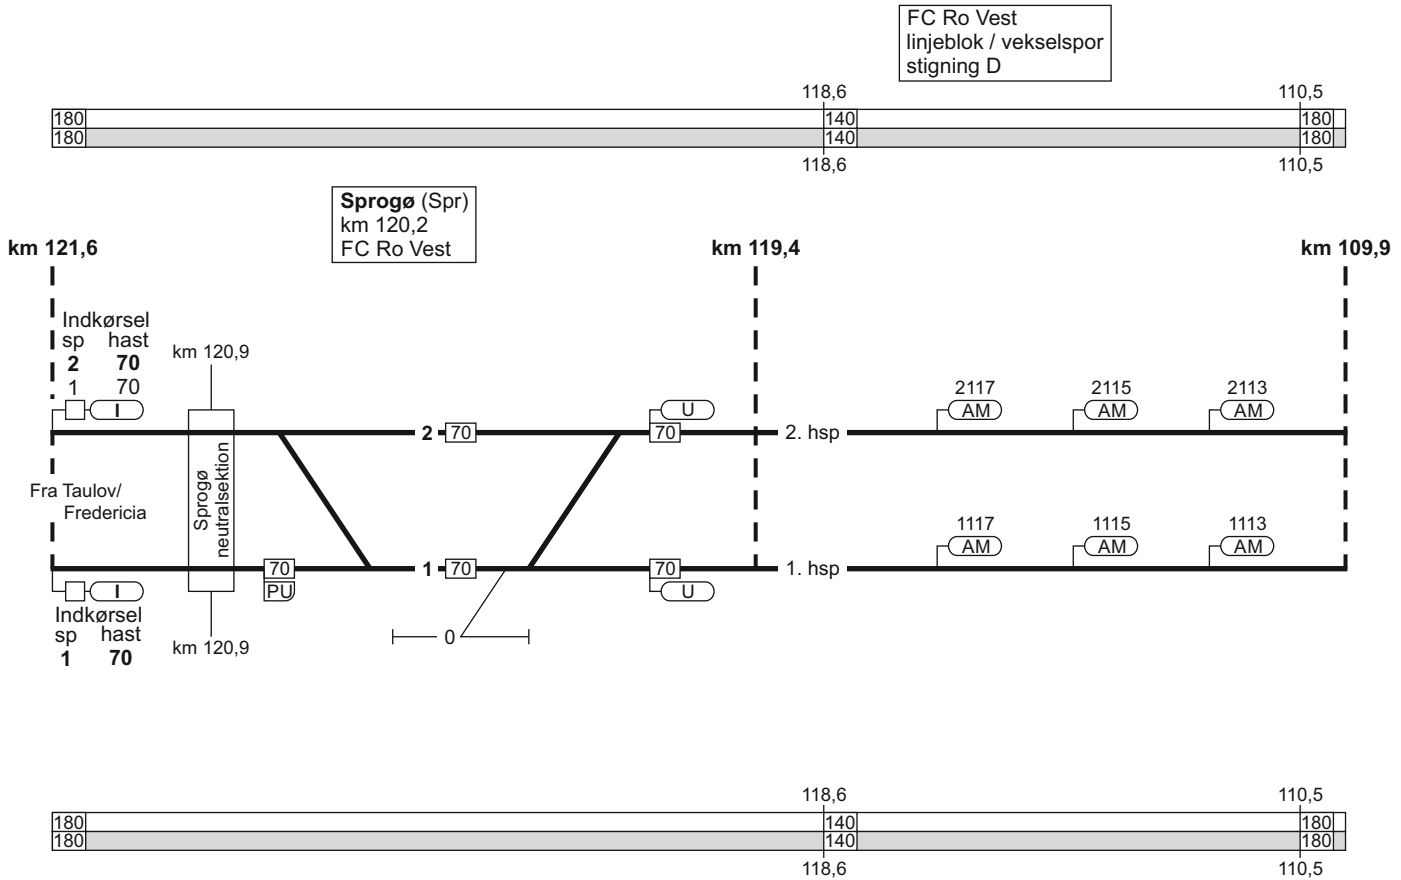 FC Ro Vest
linjeblok / vekselspor
stigning D
118,6
110,5
180
140
180
180
140
180
118,6
110,5
Sprogø (Spr)
km 120,2
FC Ro Vest
km 121,6
km 119,4
km 109,9
Indkørsel
sp hast
2 70
1 70
I
km 120,9
U
2117
AM
2115
AM
2113
AM
2
70
70
2. hsp
Sprogø
neutralsektion
Fra Taulov/
Fredericia
1117
AM
1115
AM
1113
AM
70
PU
1
70
70
1. hsp
I
U
Indkørsel
sp hast
1 70
km 120,9
0
118,6
110,5
180
140
180
180
140
180
118,6
110,5